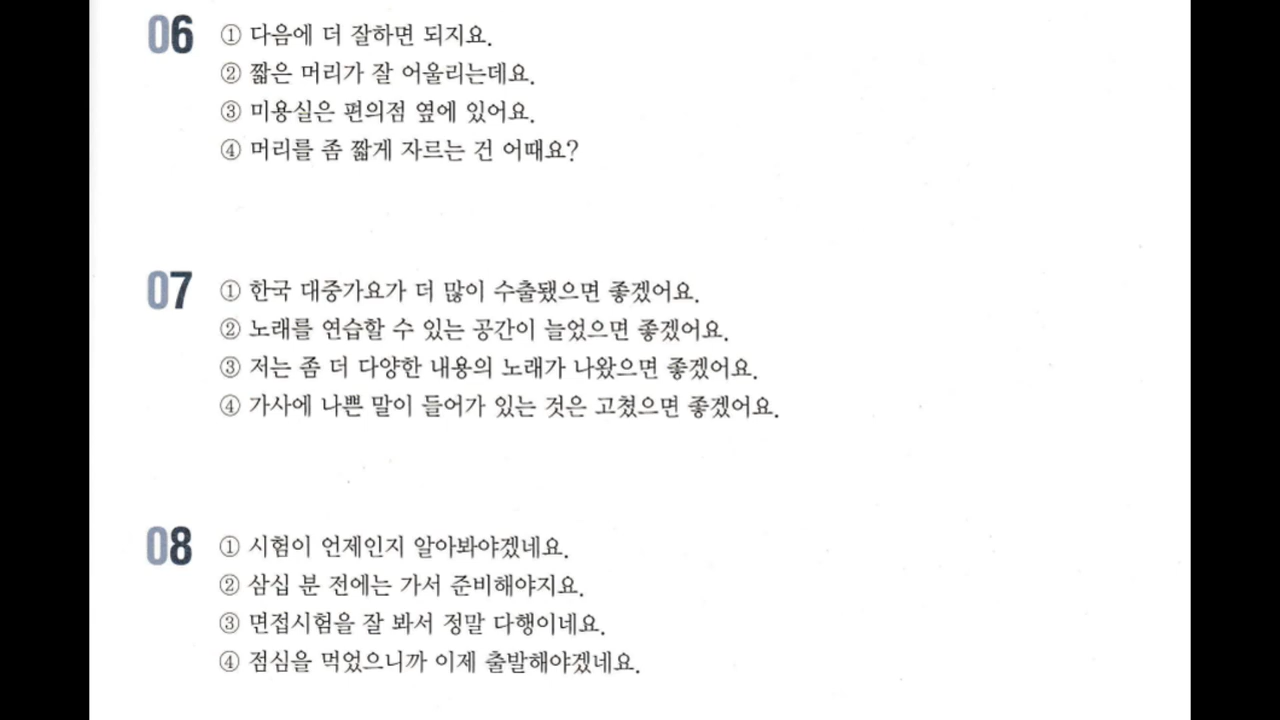 06 ① 다음에 더 잘하면 되지요.
② 짧은 머리가 잘 어울리는데요.
③ 미용실은 편의점 옆에 있어요.
④ 머리를 좀 짧게 자르는 건 어때요?
07 ① 한국 대중가요가 더 많이 수출됐으면 좋겠어요.
② 노래를 연습할 수 있는 공간이 늘었으면 좋겠어요.
③ 저는 좀 더 다양한 내용의 노래가 나왔으면 좋겠어요.
④ 가사에 나쁜 말이 들어가 있는 것은 고쳤으면 좋겠어요.
08 ① 시험이 언제인지 알아봐야겠네요.
② 삼십 분 전에는 가서 준비해야지요.
③ 면접시험을 잘 봐서 정말 다행이네요.
④ 점심을 먹었으니까 이제 출발해야겠네요.